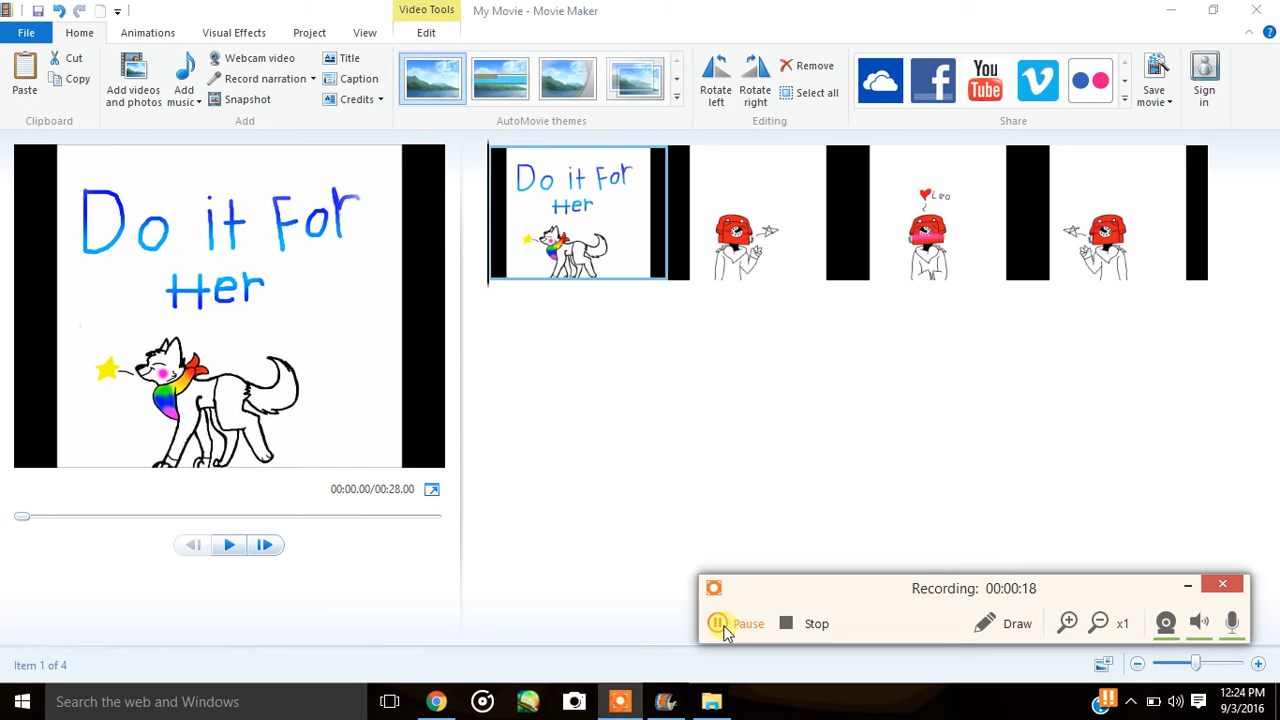 Video Tools
My Movie - Movie Maker
File
Home
Animations
Visual Effects
Project
View
Edit
Paste
Cut
Copy
Clipboard
Add videos and photos
Add music
Webcam video
Record narration
Snapshot
Title
Caption
Credits
Add
AutoMovie themes
Rotate left
Rotate right
Remove
Select all
Editing
You Tube
Share
Save movie
Sign in
Do it For
Her
Do it For
Her
Leo
00:00.00/00:28.00
Recording: 00:00:18
Pause
Stop
Draw
x1
Item 1 of 4
Search the web and Windows
12:24 PM
9/3/2016